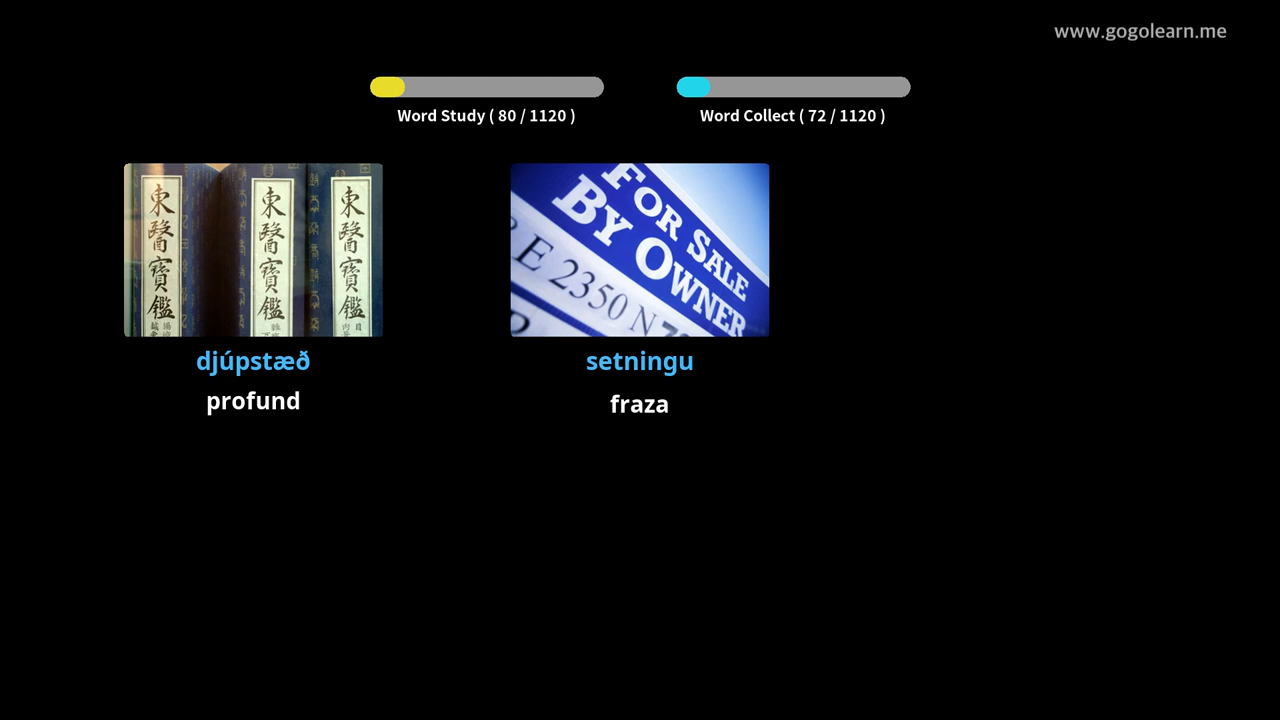 www.gogolearn.me
Word Study ( 80 / 1120 )
Word Collect ( 72 / 1120 )
東醫寶鑑
東醫寶鑑
東醫寶鑑
FOR SALE
BY OWNER
E 2350 N
djúpstæð
setningu
profund
fraza